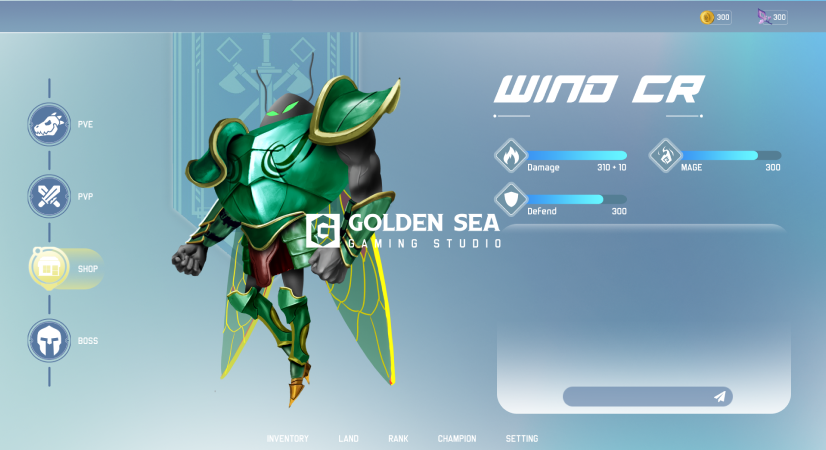 300
300
WIND CR
PVE
Damage
310 + 10
MAGE
300
PVP
DeFend
300
GOLDEN SEA
GAMING STUDIO
SHOP
BOSS
INVENTORY
LAND
RANK
CHAMPION
SETTING